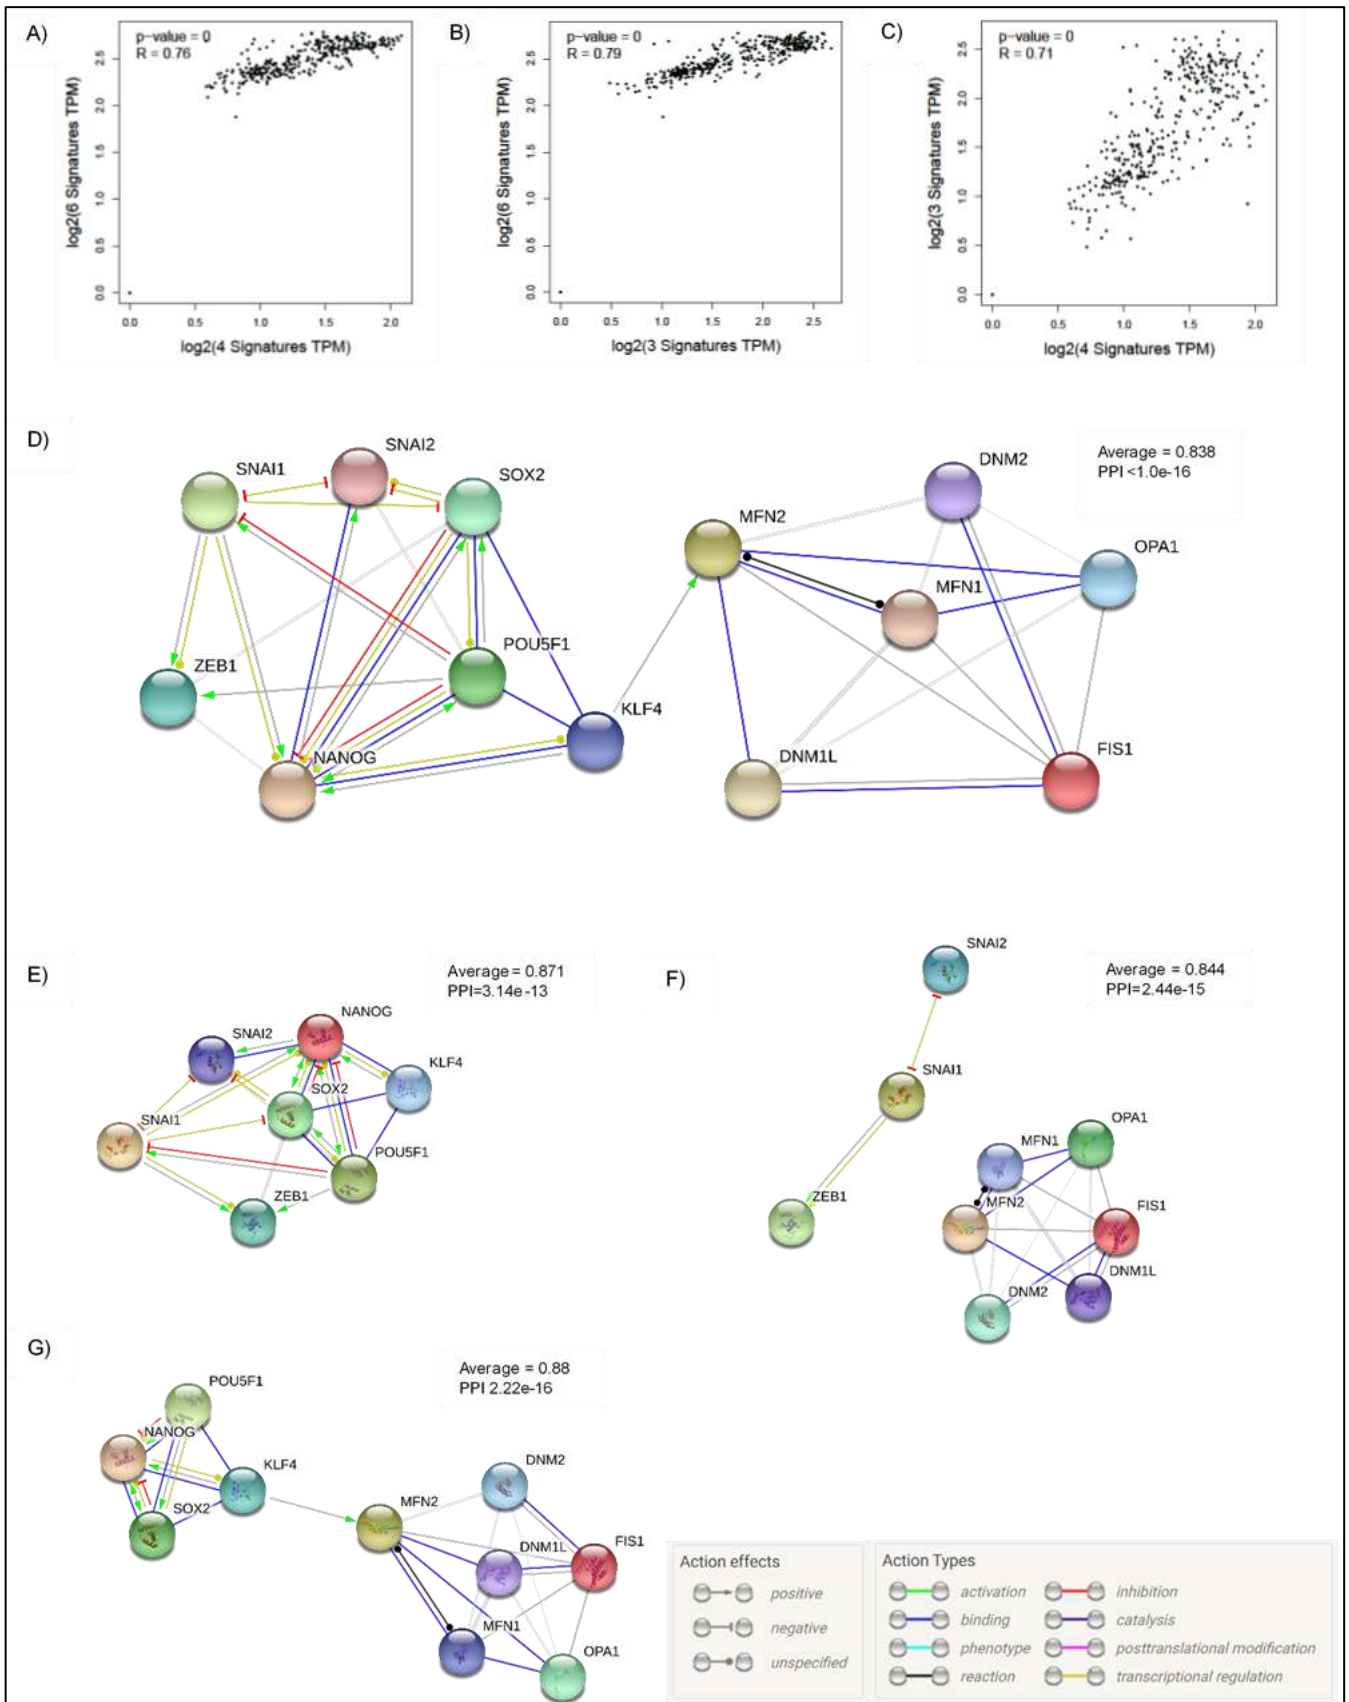 A)
p-value = 0
R = 0.76
log2(6 Signatures TPM)
0.0 0.5 1.0 1.5 2.0 2.5
0.0 0.5 1.0 1.5 2.0
log2(4 Signatures TPM)
B)
p-value = 0
R = 0.79
log2(6 Signatures TPM)
0.0 0.5 1.0 1.5 2.0 2.5
0.0 0.5 1.0 1.5 2.0 2.5
log2(3 Signatures TPM)
C)
p-value = 0
R = 0.71
log2(3 Signatures TPM)
0.0 0.5 1.0 1.5 2.0 2.5
0.0 0.5 1.0 1.5 2.0
log2(4 Signatures TPM)
D)
Average = 0.838
PPI <1.0e-16
SNAI1
SNAI2
SOX2
ZEB1
POU5F1
NANOG
KLF4
MFN2
DNM2
OPA1
MFN1
DNM1L
FIS1
E)
Average = 0.871
PPI=3.14e-13
NANOG
SNAI2
KLF4
SOX2
SNAI1
POU5F1
ZEB1
F)
Average = 0.844
PPI=2.44e-15
SNAI2
SNAI1
ZEB1
OPA1
MFN1
MFN2
FIS1
DNM1L
DNM2
G)
Average = 0.88
PPI 2.22e-16
POU5F1
NANOG
KLF4
SOX2
MFN2
DNM2
DNM1L
FIS1
MFN1
OPA1
Action effects
positive
negative
unspecified
Action Types
activation
inhibition
binding
catalysis
phenotype
posttranslational modification
reaction
transcriptional regulation